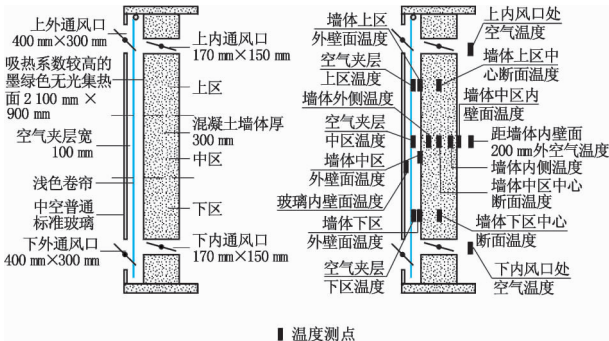 上外通风口
400 mm×300 mm
吸热系数较高的
墨绿色无光集热
面2 100 mm ×
900 mm
空气夹层宽
100 mm
浅色卷帘
中空普通
标准玻璃
下外通风口
400 mm×300 mm
上内通风口
170 mm×150 mm
上区
混凝土墙体厚
300 mm
中区
下区
下内通风口
170 mm×150 mm
墙体上区
外壁面温度
空气夹层
上区温度
墙体外侧温度
空气夹层
中区温度
墙体中区
外壁面温度
玻璃内壁面温度
墙体下区
外壁面温度
空气夹层
下区温度
上内风口处
空气温度
墙体上区中
心断面温度
墙体中区内
壁面温度
距墙体内壁面
200 mm外空气温度
墙体内侧温度
墙体中区中心
断面温度
墙体下区中心
断面温度
下内风口处
空气温度
温度测点